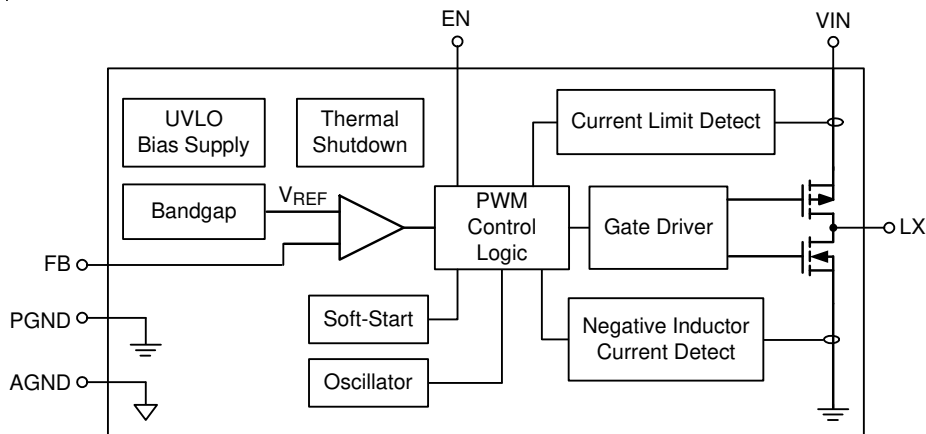 EN
VIN
UVLO
Bias Supply
Thermal
Shutdown
Current Limit Detect
Bandgap
VREF
PWM
Control
Logic
Gate Driver
LX
FB
PGND
AGND
Soft-Start
Oscillator
Negative Inductor
Current Detect